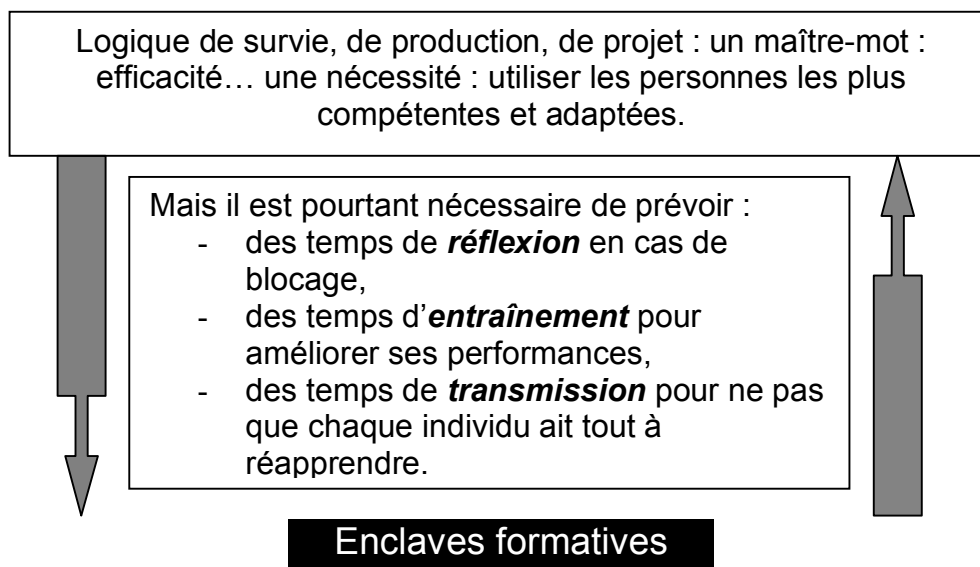 Logique de survie, de production, de projet : un maître-mot :
efficacité… une nécessité : utiliser les personnes les plus
compétentes et adaptées.
Mais il est pourtant nécessaire de prévoir :
- des temps de réflexion en cas de
blocage,
- des temps d’entraînement pour
améliorer ses performances,
- des temps de transmission pour ne pas
que chaque individu ait tout à
réapprendre.
Enclaves formatives